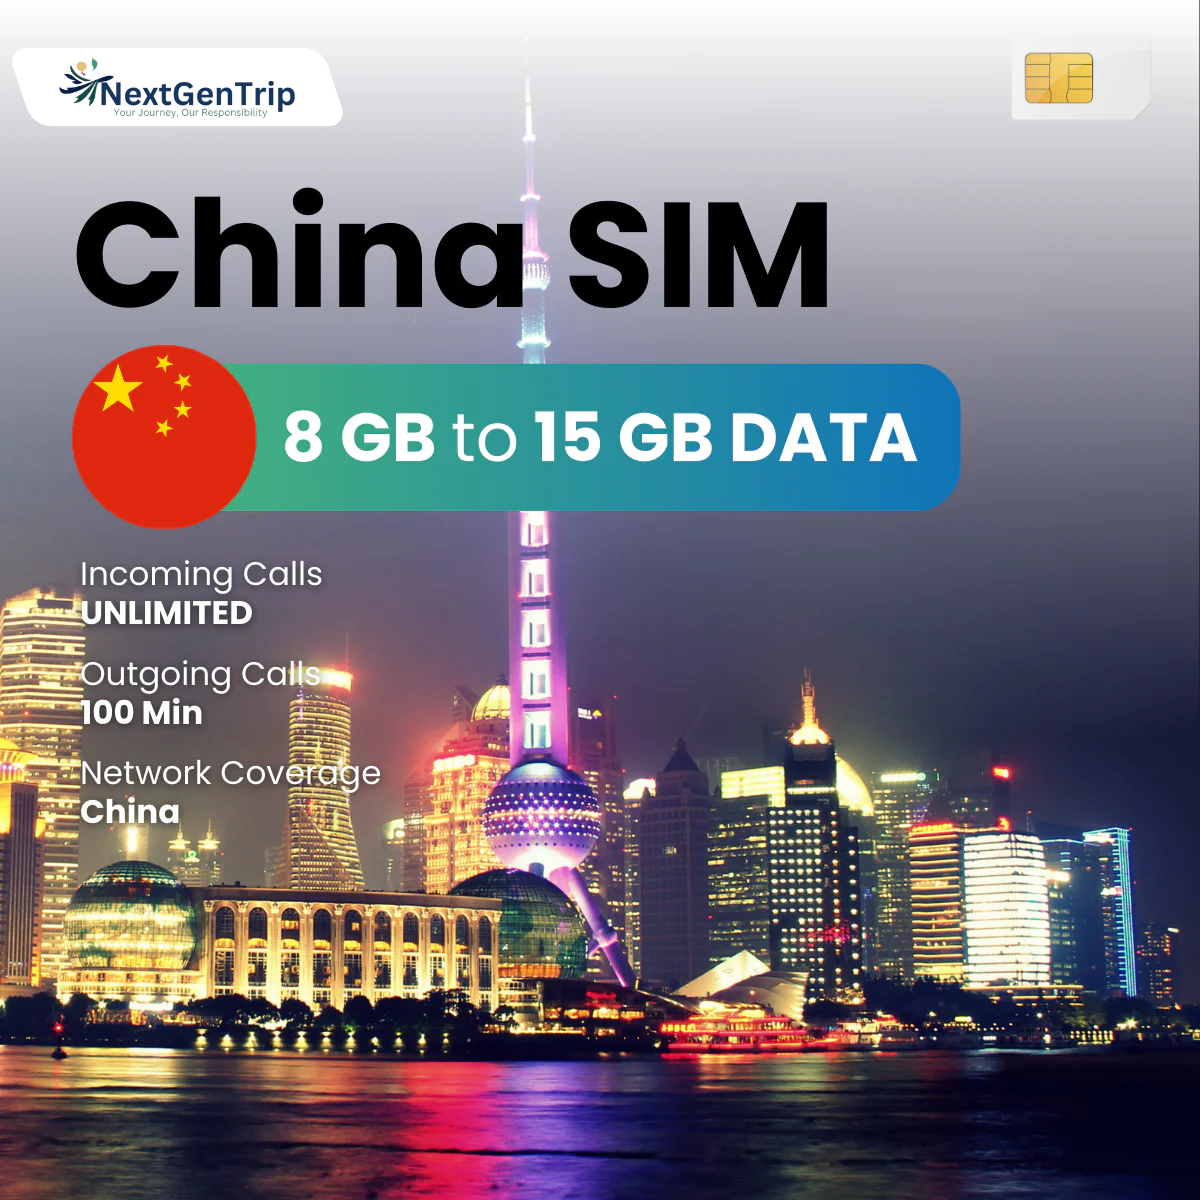 NextGenTrip
Your Journey, Our Responsibility
China SIM
8 GB to 15 GB DATA
Incoming Calls
UNLIMITED
Outgoing Calls
100 Min
Network Coverage
China